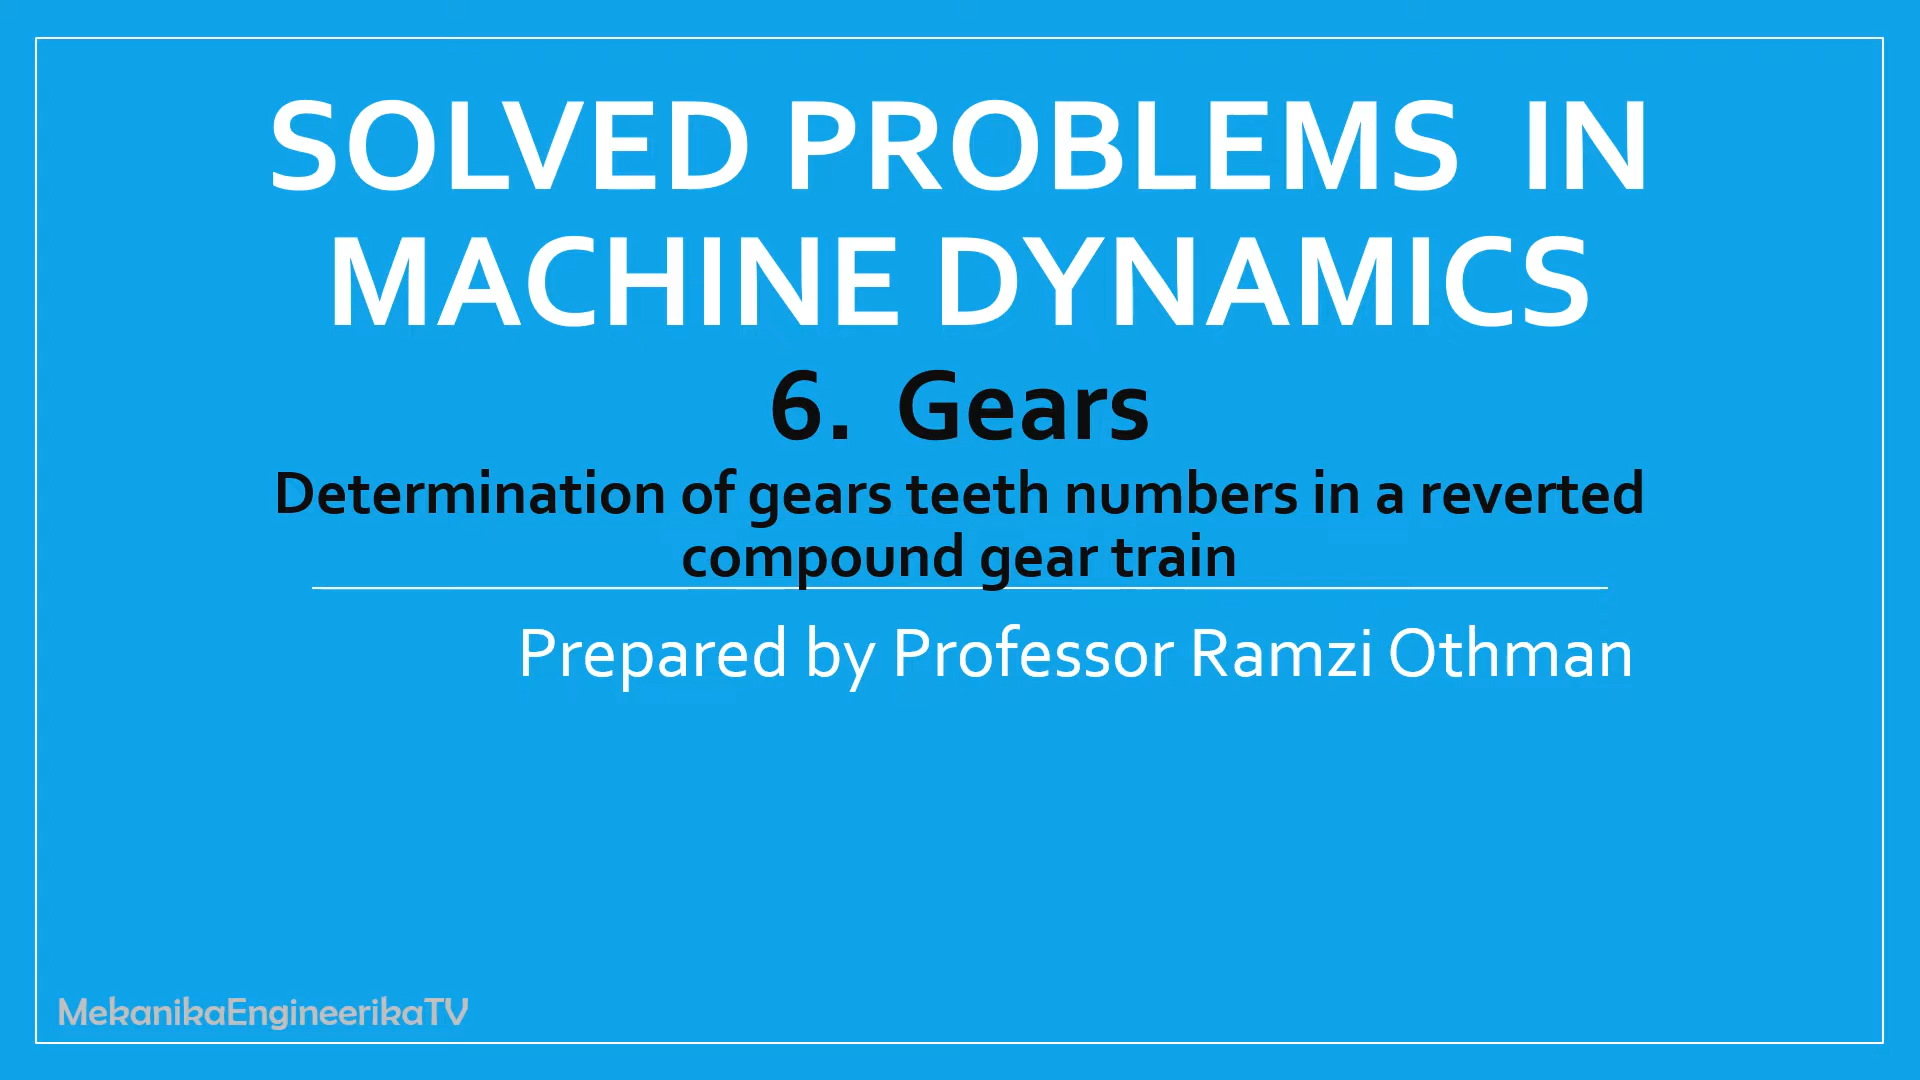 SOLVED PROBLEMS IN
MACHINE DYNAMICS
6. Gears
Determination of gears teeth numbers in a reverted
compound gear train
Prepared by Professor Ramzi Othman
MekanikaEngineerikaTV